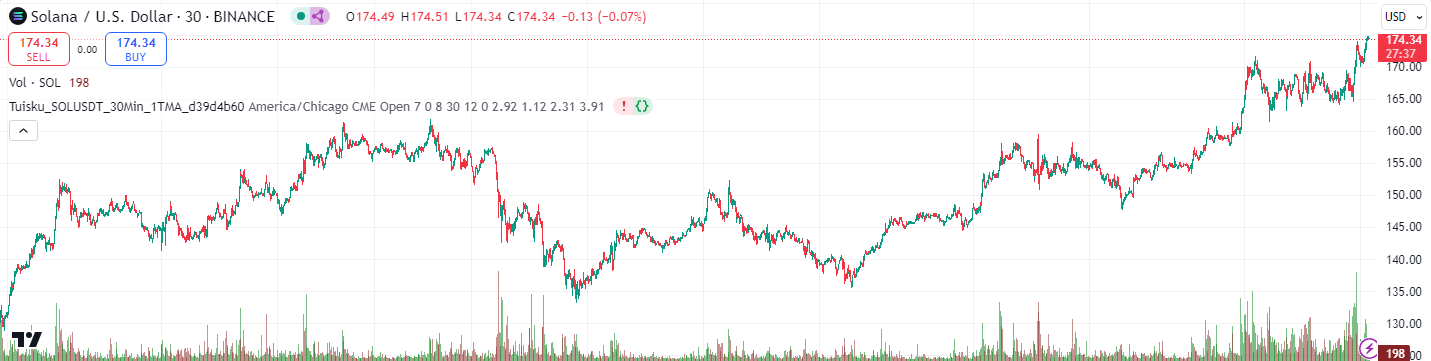 Solana / U.S. Dollar · 30 · BINANCE O174.49 H174.51 L174.34 C174.34 −0.13 (−0.07%)
USD
174.34 SELL 0.00 174.34 BUY
174.34
27:37
Vol · SOL 198
170.00
Tuisku_SOLUSDT_30Min_1TMA_d39d4b60 America/Chicago CME Open 7 0 8 30 12 0 2.92 1.12 2.31 3.91
165.00
160.00
155.00
150.00
145.00
140.00
135.00
130.00
198